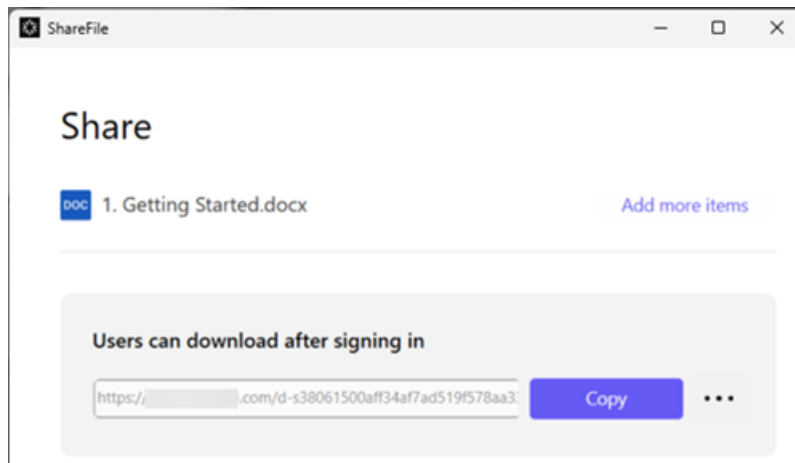 ShareFile
Share
DOC 1. Getting Started.docx Add more items
Users can download after signing in
https:// .com/d-s38061500aff34af7ad519f578aa3 Copy